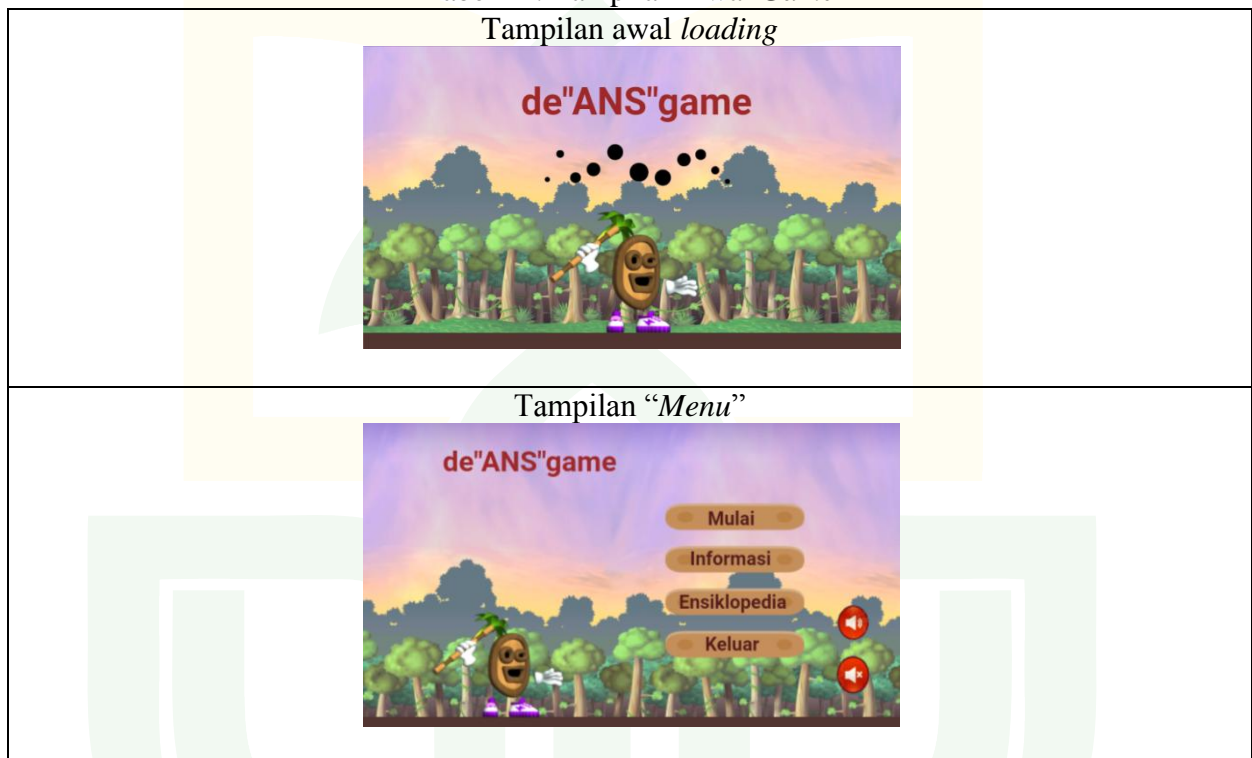 Tampilan awal loading
de"ANS"game
Tampilan “Menu”
de"ANS"game
Mulai
Informasi
Ensiklopedia
Keluar